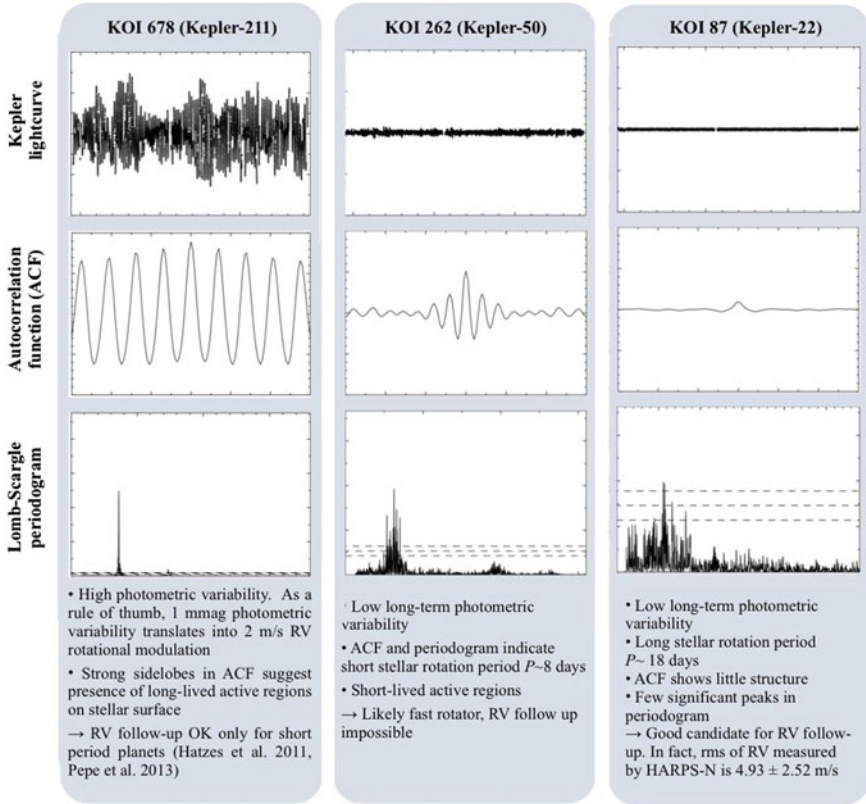 KOI 678 (Kepler-211)
KOI 262 (Kepler-50)
KOI 87 (Kepler-22)
Kepler
lightcurve
Autocorrelation
function (ACF)
Lomb-Scargle
periodogram
• High photometric variability. As a
rule of thumb, 1 mmag photometric
variability translates into 2 m/s RV
rotational modulation
• Strong sidelobes in ACF suggest
presence of long-lived active regions
on stellar surface
→ RV follow-up OK only for short
period planets (Hatzes et al. 2011,
Pepe et al. 2013)
· Low long-term photometric
variability
• ACF and periodogram indicate
short stellar rotation period P~8 days
• Short-lived active regions
→ Likely fast rotator, RV follow up
impossible
• Low long-term photometric
variability
• Long stellar rotation period
P~ 18 days
• ACF shows little structure
• Few significant peaks in
periodogram
→ Good candidate for RV follow-
up. In fact, rms of RV measured
by HARPS-N is 4.93 ± 2.52 m/s